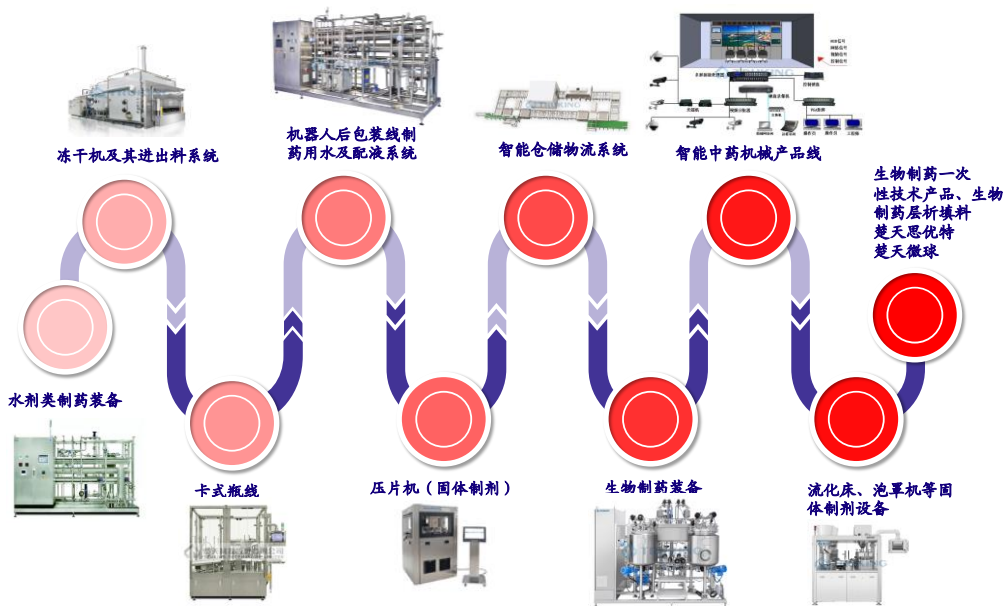 冻干机及其进出料系统
机器人后包装线制
药用水及配液系统
智能仓储物流系统
智能中药机械产品线
生物制药一次
性技术产品、生物
制药层析填料
楚天思优特
楚天微球
水剂类制药装备
卡式瓶线
压片机（固体制剂）
生物制药装备
流化床、泡罩机等固
体制剂设备